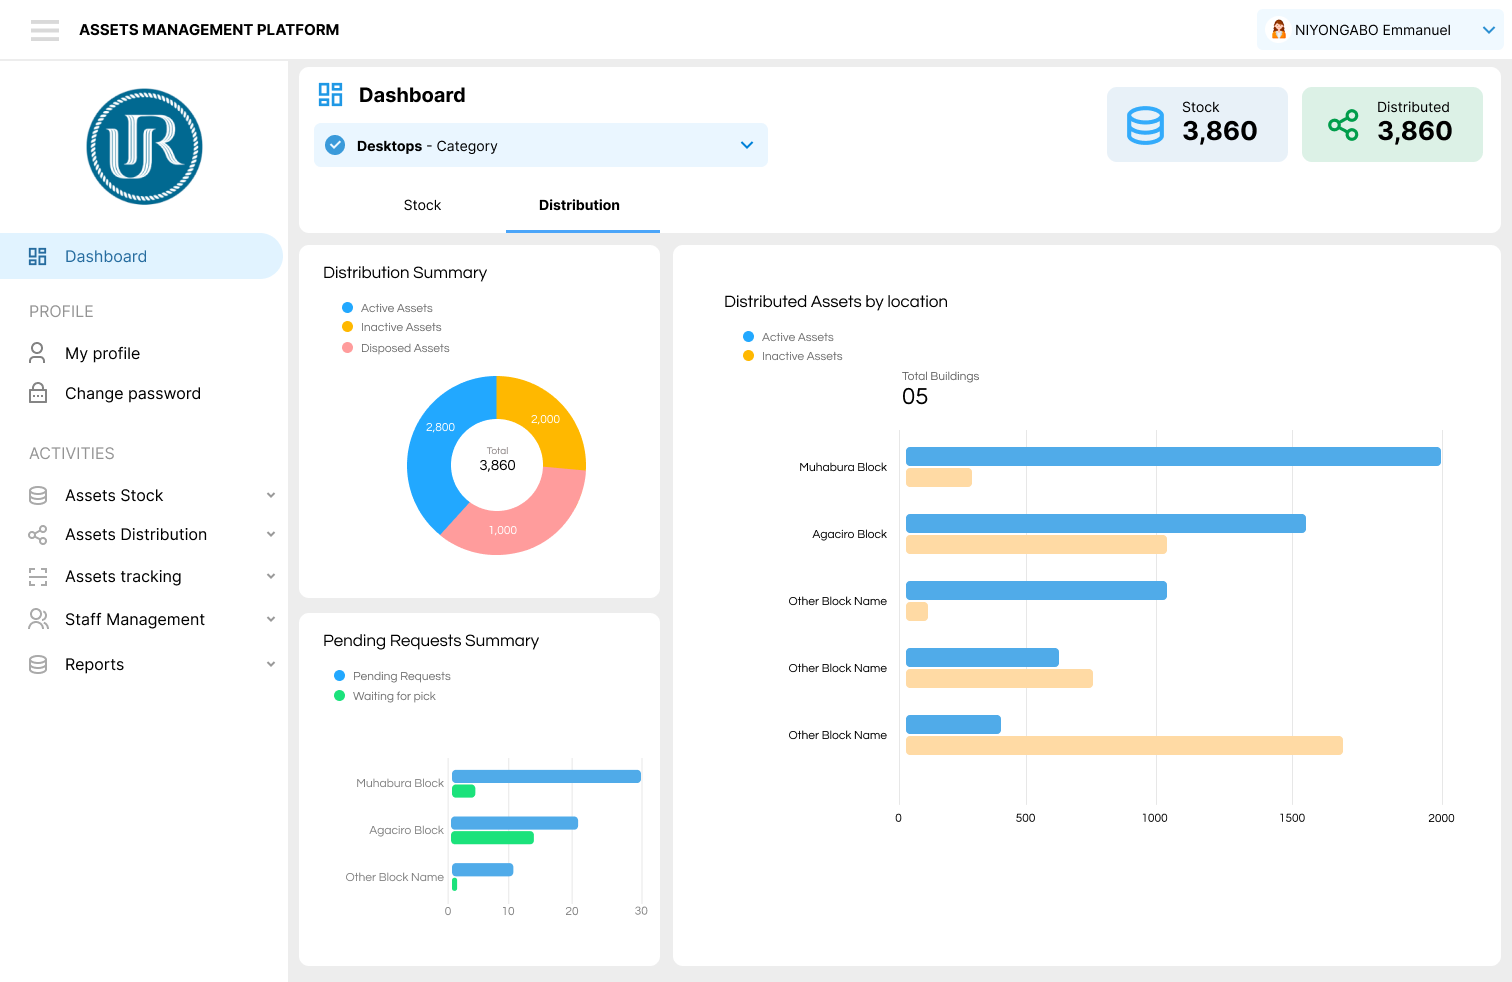 ASSETS MANAGEMENT PLATFORM
NIYONGABO Emmanuel
UR
Dashboard
PROFILE
My profile
Change password
ACTIVITIES
Assets Stock
Assets Distribution
Assets tracking
Staff Management
Reports
Dashboard
Desktops - Category
Stock
3,860
Distributed
3,860
Stock
Distribution
Distribution Summary
Active Assets
Inactive Assets
Disposed Assets
2,800
2,000
Total
3,860
1,000
Pending Requests Summary
Pending Requests
Waiting for pick
Muhabura Block
Agaciro Block
Other Block Name
0 10 20 30
Distributed Assets by location
Active Assets
Inactive Assets
Total Buildings
05
Muhabura Block
Agaciro Block
Other Block Name
Other Block Name
Other Block Name
0 500 1000 1500 2000